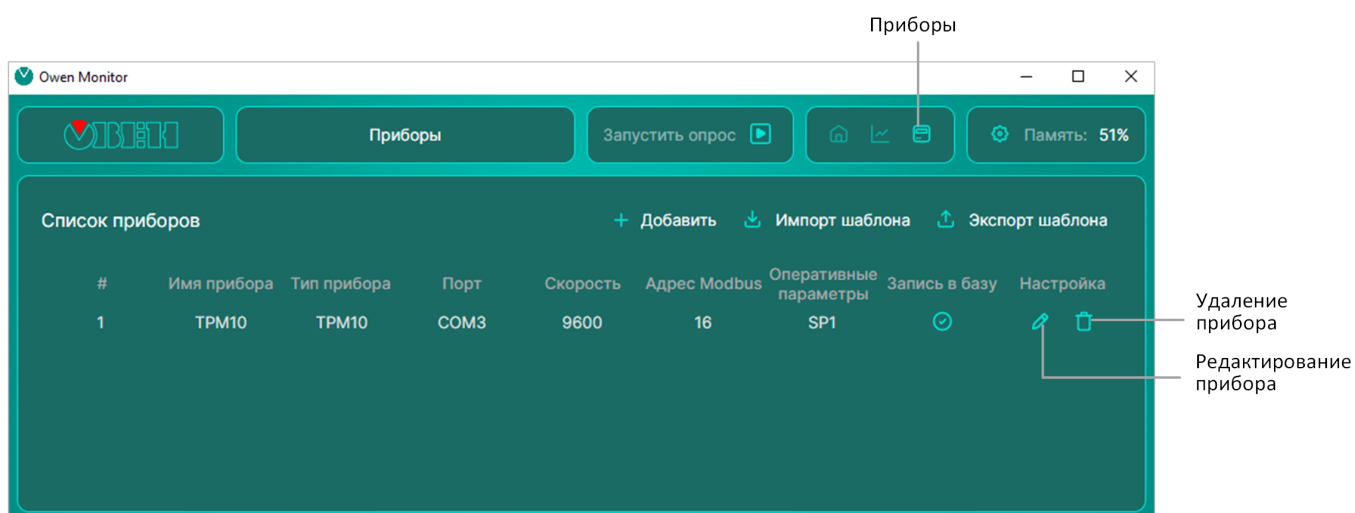 Приборы
Owen Monitor
ОВЕН
Приборы
Запустить опрос
Память: 51%
Список приборов
Добавить
Импорт шаблона
Экспорт шаблона
# Имя прибора Тип прибора Порт Скорость Адрес Modbus Оперативные параметры Запись в базу Настройка
1 ТРМ10 ТРМ10 COM3 9600 16 SP1
Удаление
прибора
Редактирование
прибора